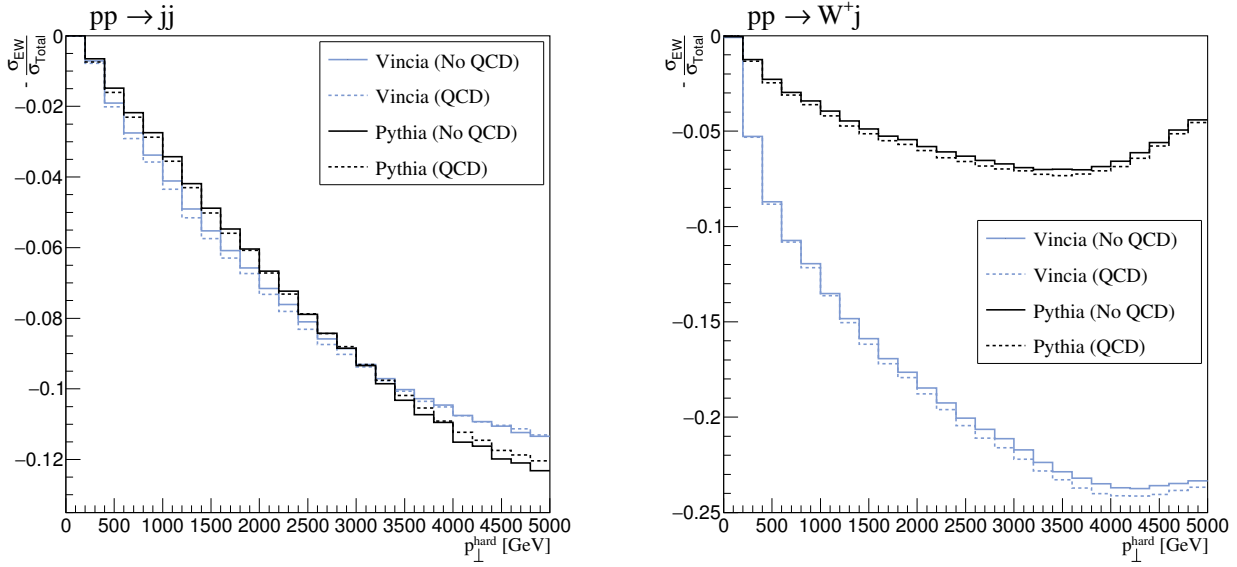 pp → jj
- σ_EW / σ_Total
0
−0.02
−0.04
−0.06
−0.08
−0.1
−0.12
Vincia (No QCD)
Vincia (QCD)
Pythia (No QCD)
Pythia (QCD)
0 500 1000 1500 2000 2500 3000 3500 4000 4500 5000
p_⊥^hard [GeV]
pp → W⁺j
- σ_EW / σ_Total
0
−0.05
−0.1
−0.15
−0.2
−0.25
Vincia (No QCD)
Vincia (QCD)
Pythia (No QCD)
Pythia (QCD)
0 500 1000 1500 2000 2500 3000 3500 4000 4500 5000
p_⊥^hard [GeV]